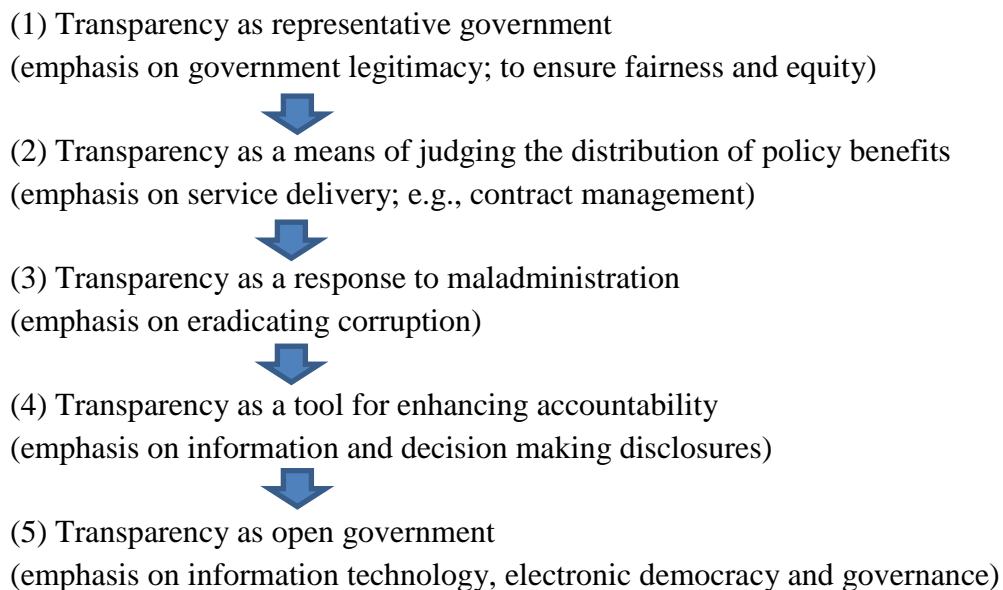 (1) Transparency as representative government
(emphasis on government legitimacy; to ensure fairness and equity)
(2) Transparency as a means of judging the distribution of policy benefits
(emphasis on service delivery; e.g., contract management)
(3) Transparency as a response to maladministration
(emphasis on eradicating corruption)
(4) Transparency as a tool for enhancing accountability
(emphasis on information and decision making disclosures)
(5) Transparency as open government
(emphasis on information technology, electronic democracy and governance)